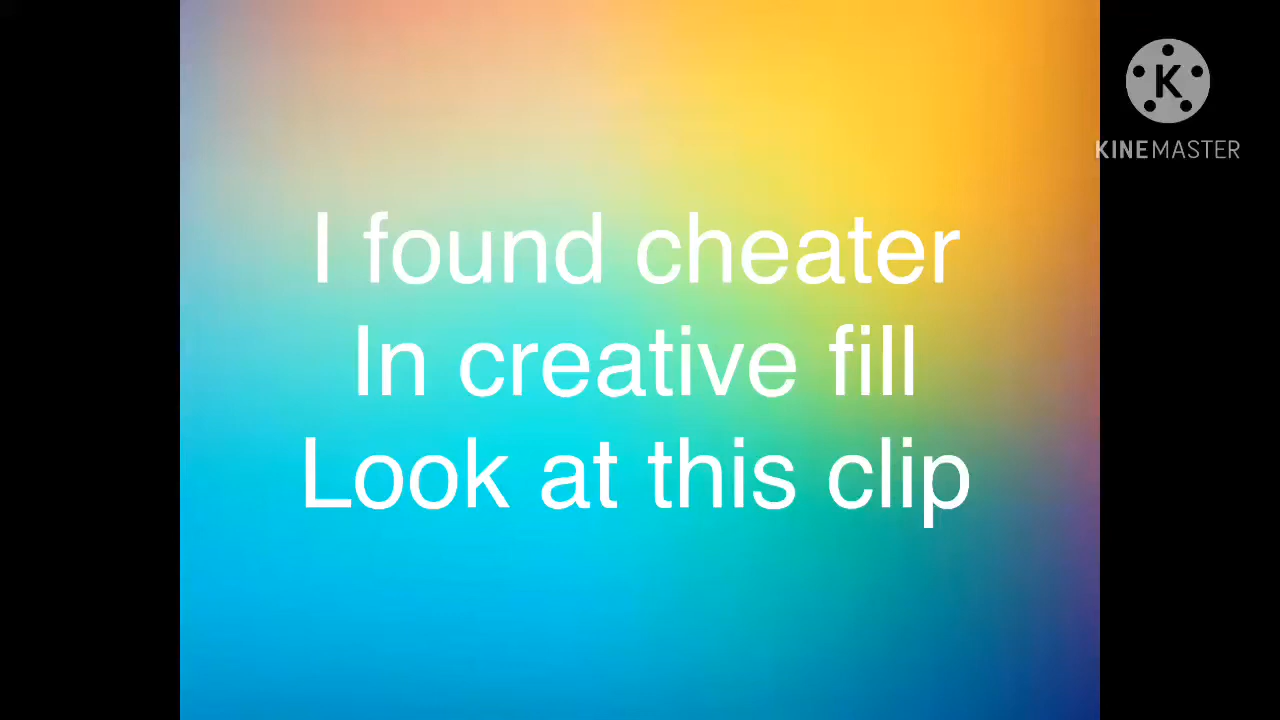 I found cheater
In creative fill
Look at this clip
K
KINEMASTER